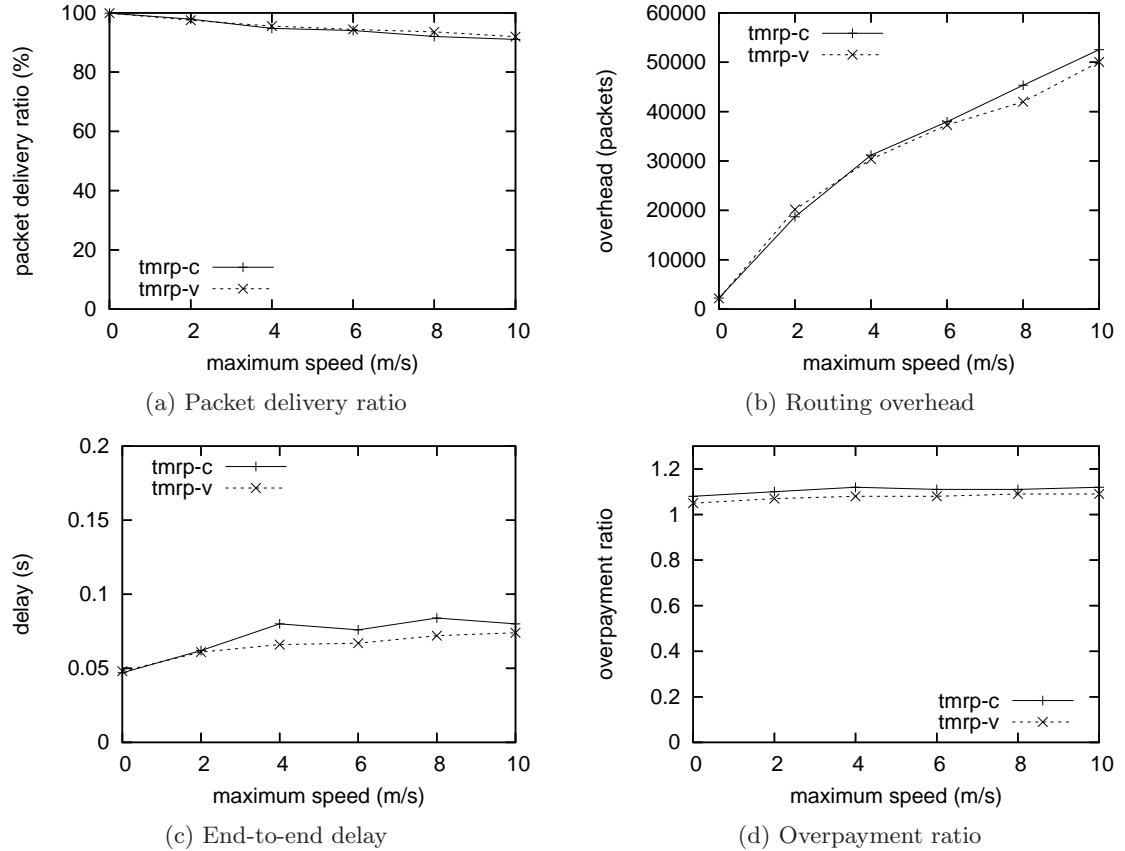 100
80
60
40
20
0
packet delivery ratio (%)
tmrp-c
tmrp-v
0 2 4 6 8 10
maximum speed (m/s)
(a) Packet delivery ratio
60000
50000
40000
30000
20000
10000
0
overhead (packets)
tmrp-c
tmrp-v
0 2 4 6 8 10
maximum speed (m/s)
(b) Routing overhead
0.2
0.15
0.1
0.05
0
delay (s)
tmrp-c
tmrp-v
0 2 4 6 8 10
maximum speed (m/s)
(c) End-to-end delay
1.2
1
0.8
0.6
0.4
0.2
0
overpayment ratio
tmrp-c
tmrp-v
0 2 4 6 8 10
maximum speed (m/s)
(d) Overpayment ratio